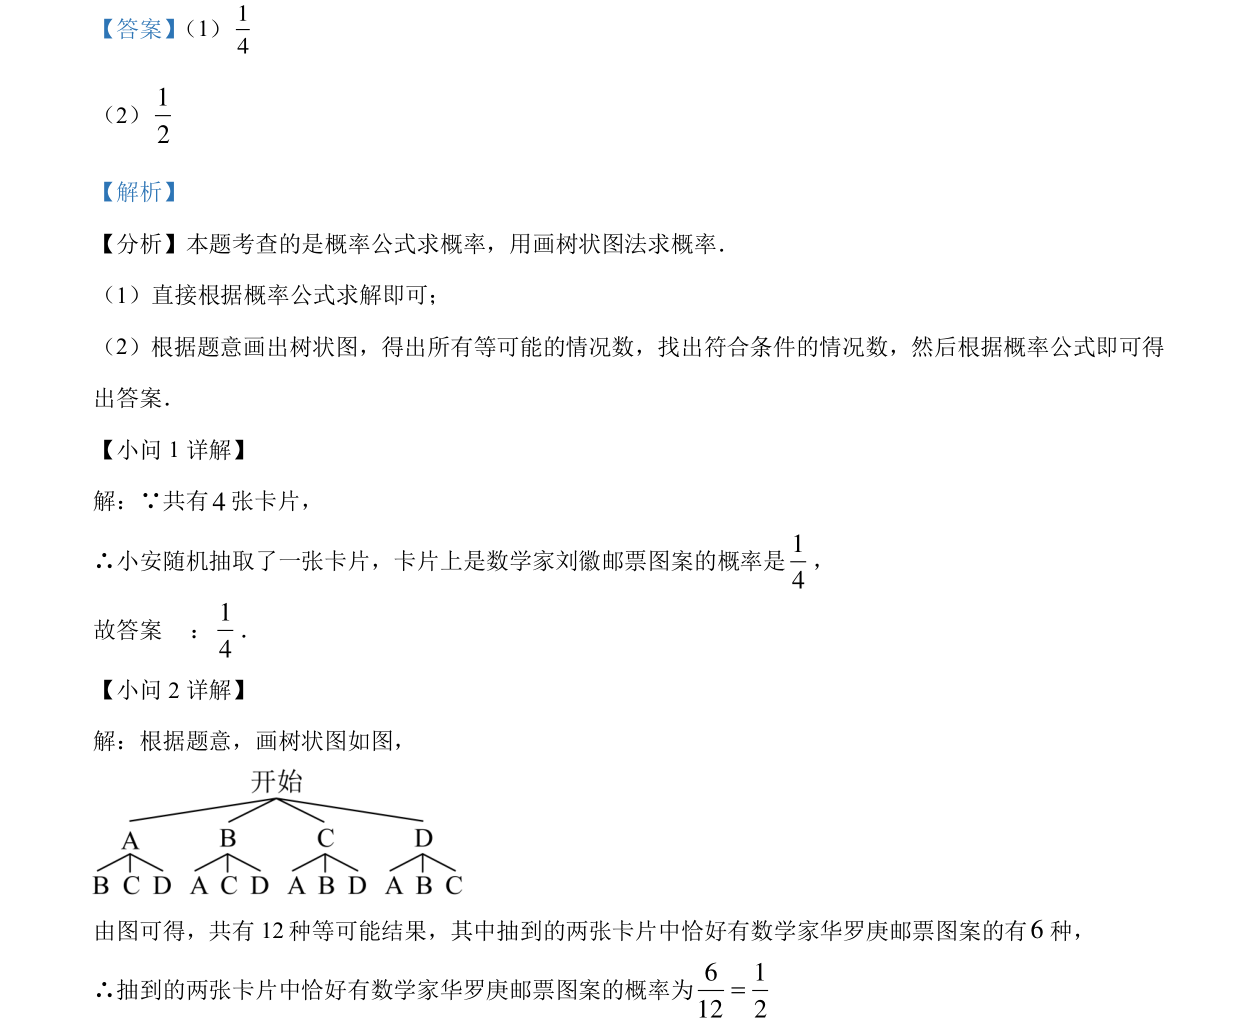 【答案】（1）1/4
（2）1/2
【解析】
【分析】本题考查的是概率公式求概率，用画树状图法求概率．
（1）直接根据概率公式求解即可；
（2）根据题意画出树状图，得出所有等可能的情况数，找出符合条件的情况数，然后根据概率公式即可得
出答案．
【小问 1 详解】
解：∵共有 4 张卡片，
∴小安随机抽取了一张卡片，卡片上是数学家刘徽邮票图案的概率是 1/4，
故答案 ：1/4．
【小问 2 详解】
解：根据题意，画树状图如图，
开始
A B C D
B C D A C D A B D A B C
由图可得，共有 12 种等可能结果，其中抽到的两张卡片中恰好有数学家华罗庚邮票图案的有 6 种，
∴抽到的两张卡片中恰好有数学家华罗庚邮票图案的概率为 6/12 = 1/2